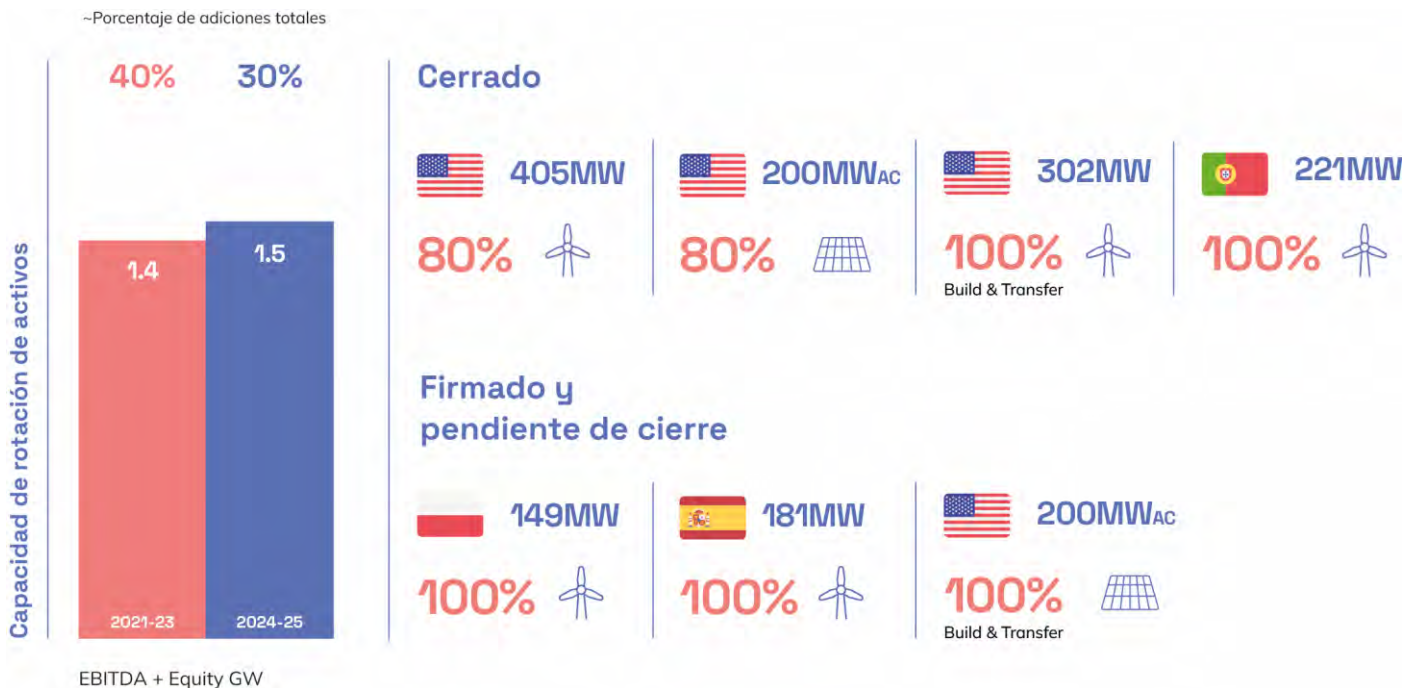 ~Porcentaje de adiciones totales
40%
30%
Capacidad de rotación de activos
1.4
1.5
2021-23
2024-25
EBITDA + Equity GW
Cerrado
405MW
80%
200MWAC
80%
302MW
100%
Build & Transfer
221MW
100%
Firmado y
pendiente de cierre
149MW
100%
181MW
100%
200MWAC
100%
Build & Transfer